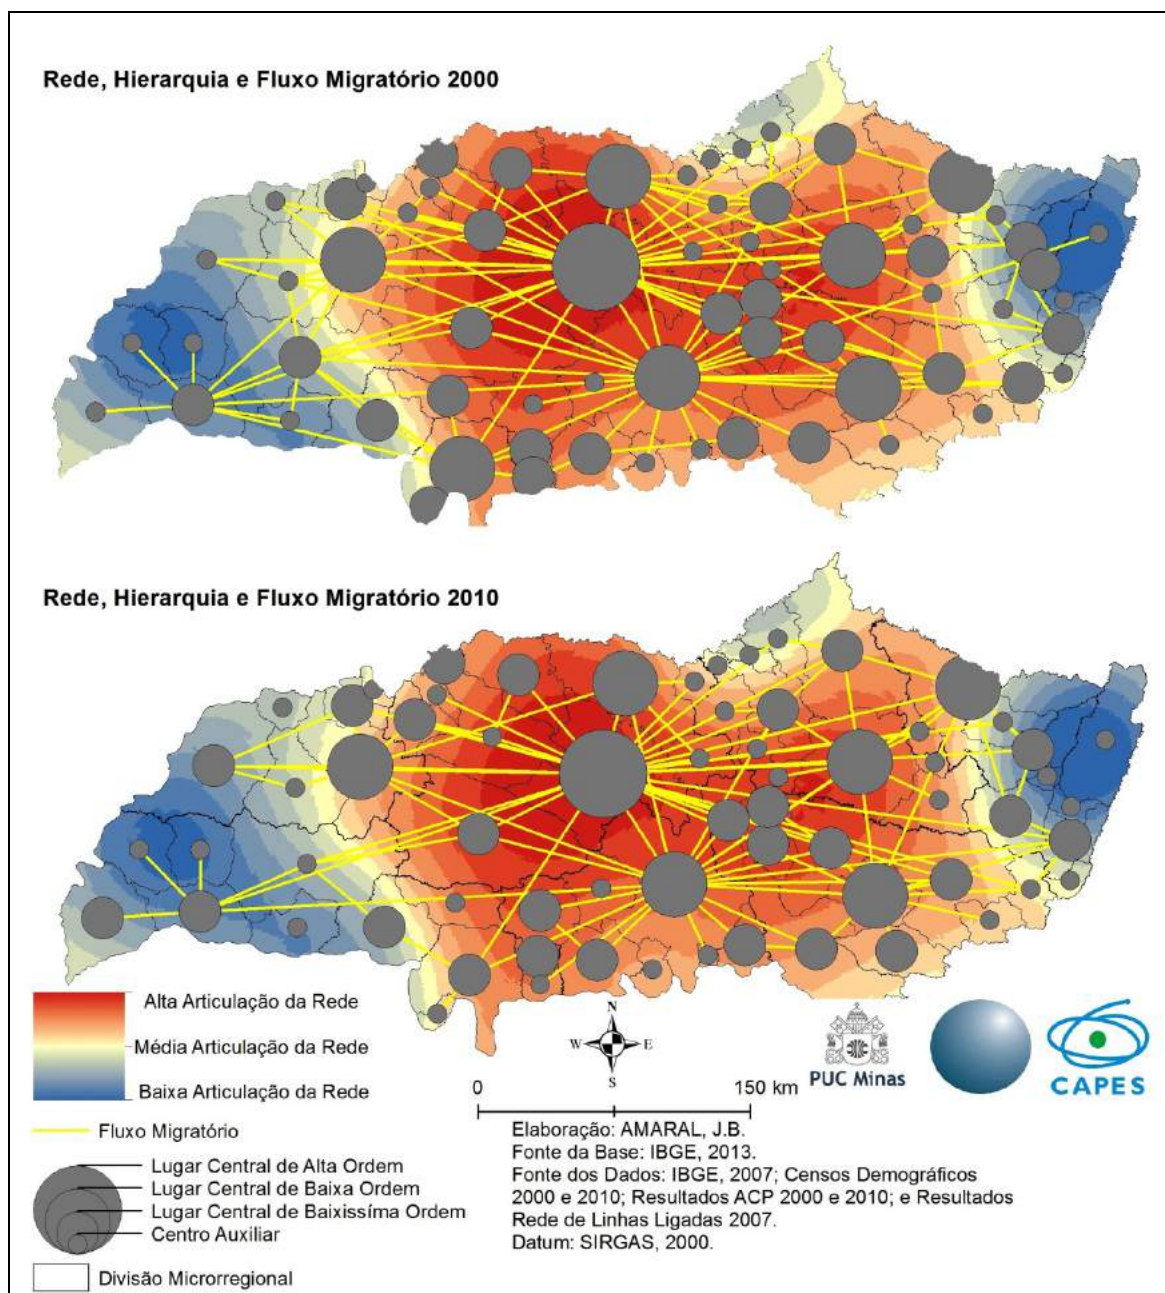 Rede, Hierarquia e Fluxo Migratório 2000
Rede, Hierarquia e Fluxo Migratório 2010
Alta Articulação da Rede
Média Articulação da Rede
Baixa Articulação da Rede
Fluxo Migratório
Lugar Central de Alta Ordem
Lugar Central de Baixa Ordem
Lugar Central de Baixissíma Ordem
Centro Auxiliar
Divisão Microrregional
N
W E
S
0 150 km
Elaboração: AMARAL, J.B.
Fonte da Base: IBGE, 2013.
Fonte dos Dados: IBGE, 2007; Censos Demográficos
2000 e 2010; Resultados ACP 2000 e 2010; e Resultados
Rede de Linhas Ligadas 2007.
Datum: SIRGAS, 2000.
PUC Minas
CAPES